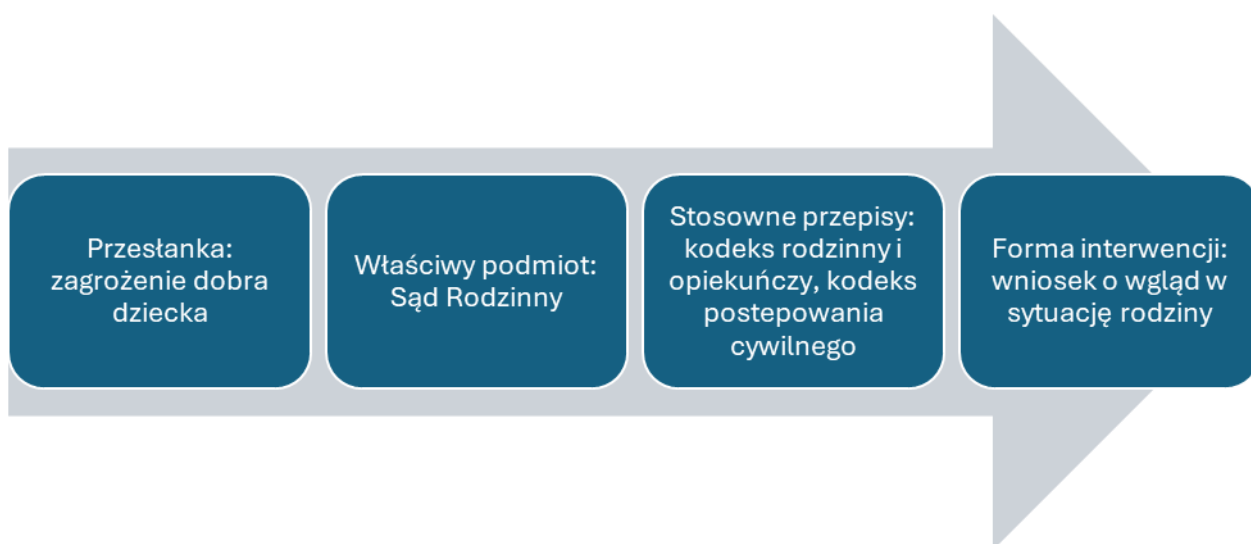 Przesłanka:
zagrożenie dobra
dziecka
Właściwy podmiot:
Sąd Rodzinny
Stosowne przepisy:
kodeks rodzinny i
opiekuńczy, kodeks
postepowania
cywilnego
Forma interwencji:
wniosek o wgląd w
sytuację rodziny